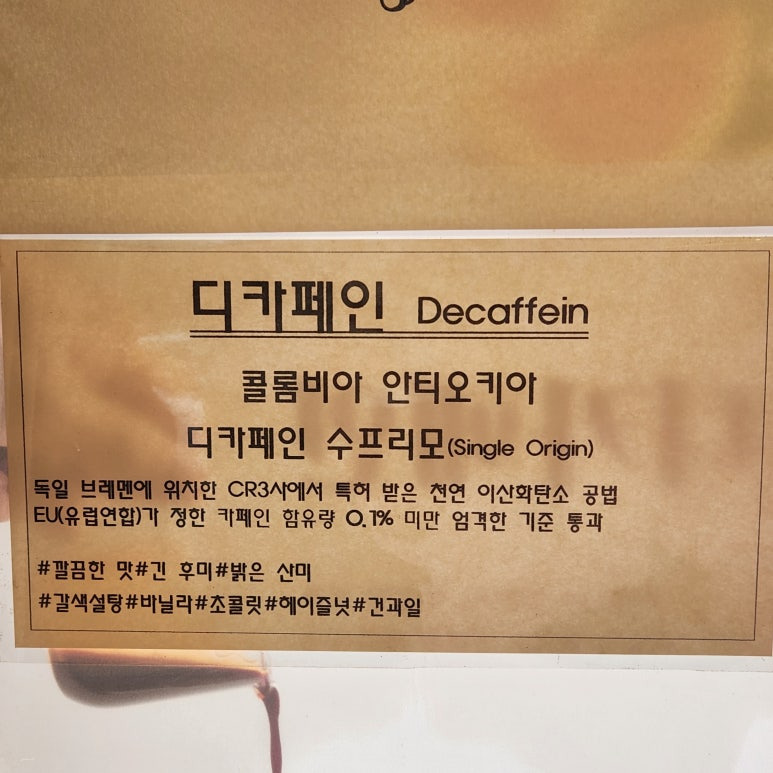 디카페인 Decaffein
콜롬비아 안티오키아
디카페인 수프리모(Single Origin)
독일 브레멘에 위치한 CR3사에서 특허 받은 천연 이산화탄소 공법
EU(유럽연합)가 정한 카페인 함유량 0.1% 미만 엄격한 기준 통과
#깔끔한 맛#긴 후미#밝은 산미
#갈색설탕#바닐라#초콜릿#헤이즐넛#건과일